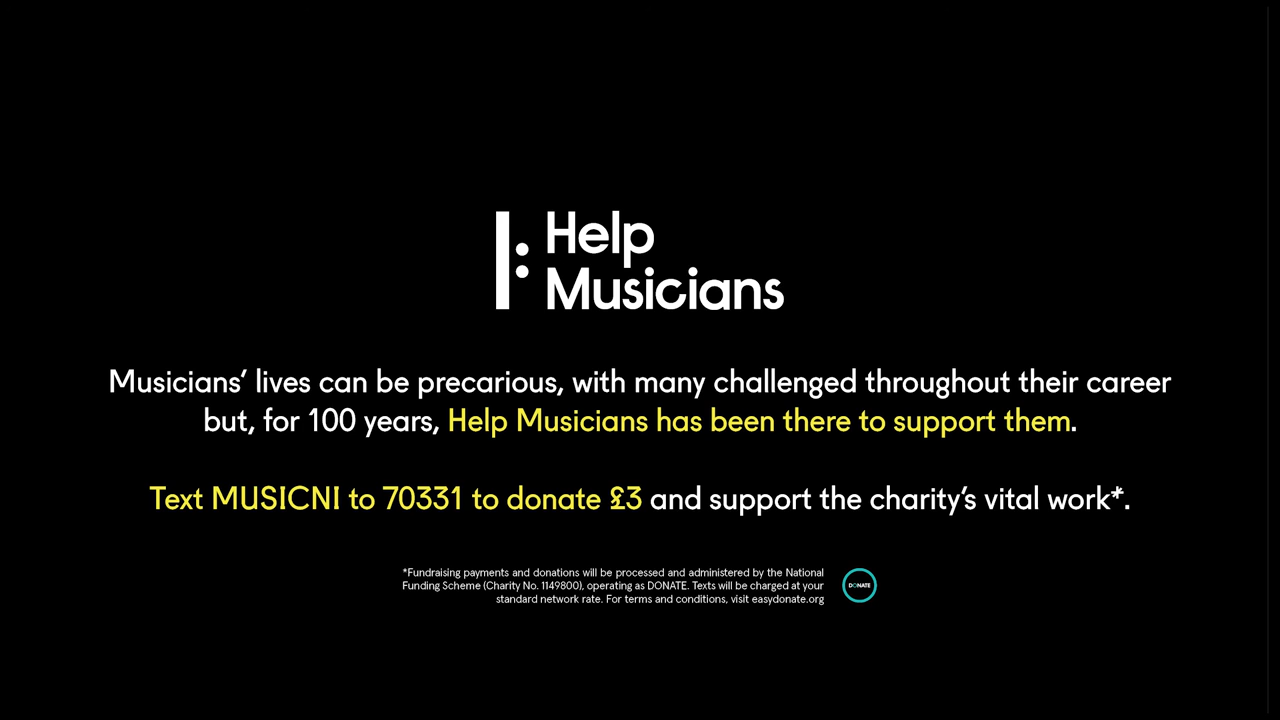 Help
Musicians
Musicians’ lives can be precarious, with many challenged throughout their career
but, for 100 years, Help Musicians has been there to support them.
Text MUSICNI to 70331 to donate £3 and support the charity’s vital work*.
*Fundraising payments and donations will be processed and administered by the National
Funding Scheme (Charity No. 1149800), operating as DONATE. Texts will be charged at your
standard network rate. For terms and conditions, visit easydonate.org
DONATE